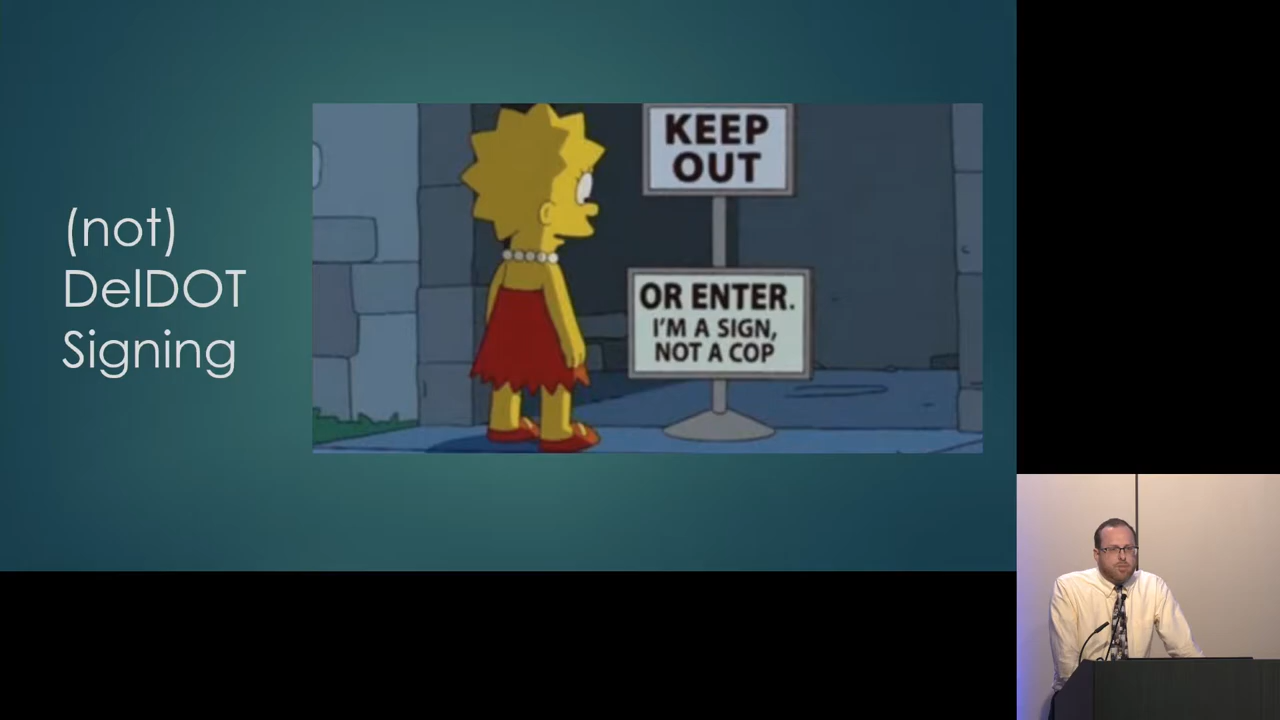 (not)
DelDOT
Signing
KEEP
OUT
OR ENTER.
I'M A SIGN,
NOT A COP